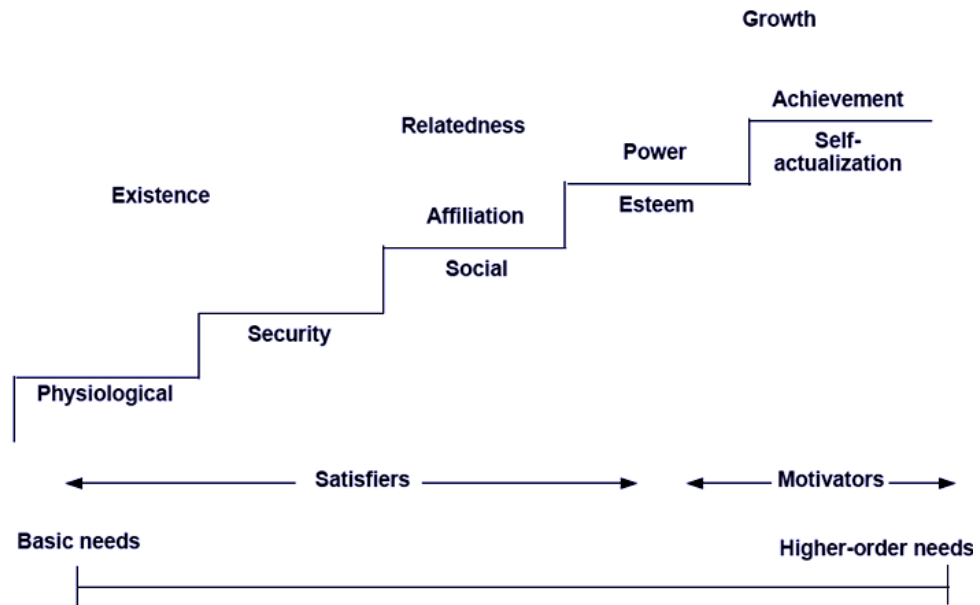 Growth
Achievement
Relatedness
Self-
actualization
Power
Existence
Esteem
Affiliation
Social
Security
Physiological
Satisfiers
Motivators
Basic needs
Higher-order needs